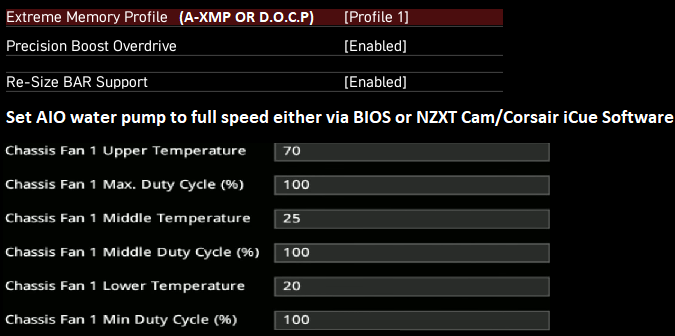 Extreme Memory Profile (A-XMP OR D.O.C.P) [Profile 1]
Precision Boost Overdrive [Enabled]
Re-Size BAR Support [Enabled]
Set AIO water pump to full speed either via BIOS or NZXT Cam/Corsair iCue Software
Chassis Fan 1 Upper Temperature 70
Chassis Fan 1 Max. Duty Cycle (%) 100
Chassis Fan 1 Middle Temperature 25
Chassis Fan 1 Middle Duty Cycle (%) 100
Chassis Fan 1 Lower Temperature 20
Chassis Fan 1 Min Duty Cycle (%) 100